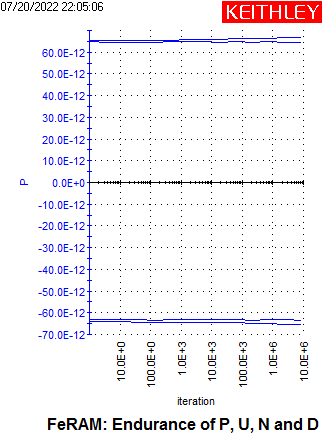 07/20/2022 22:05:06
KEITHLEY
60.0E-12
50.0E-12
40.0E-12
30.0E-12
20.0E-12
10.0E-12
0.0E+0
-10.0E-12
-20.0E-12
-30.0E-12
-40.0E-12
-50.0E-12
-60.0E-12
-70.0E-12
P
10.0E+0
100.0E+0
1.0E+3
10.0E+3
100.0E+3
1.0E+6
10.0E+6
iteration
FeRAM: Endurance of P, U, N and D